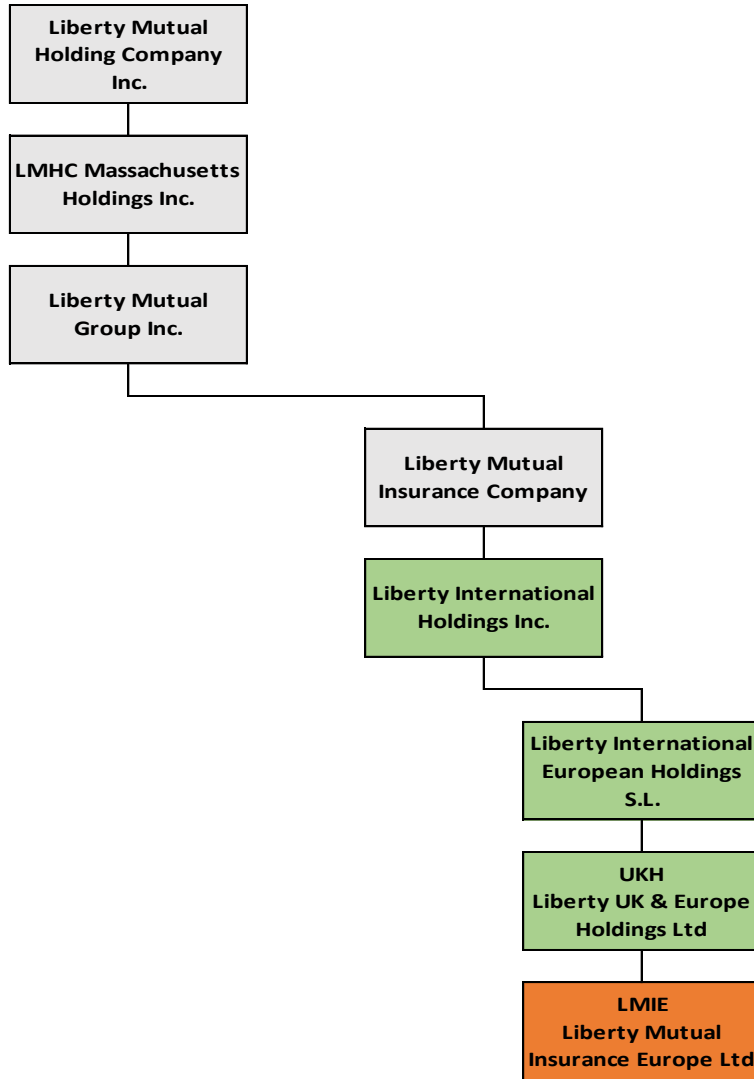 Liberty Mutual
Holding Company
Inc.
LMHC Massachusetts
Holdings Inc.
Liberty Mutual
Group Inc.
Liberty Mutual
Insurance Company
Liberty International
Holdings Inc.
Liberty International
European Holdings
S.L.
UKH
Liberty UK & Europe
Holdings Ltd
LMIE
Liberty Mutual
Insurance Europe Ltd